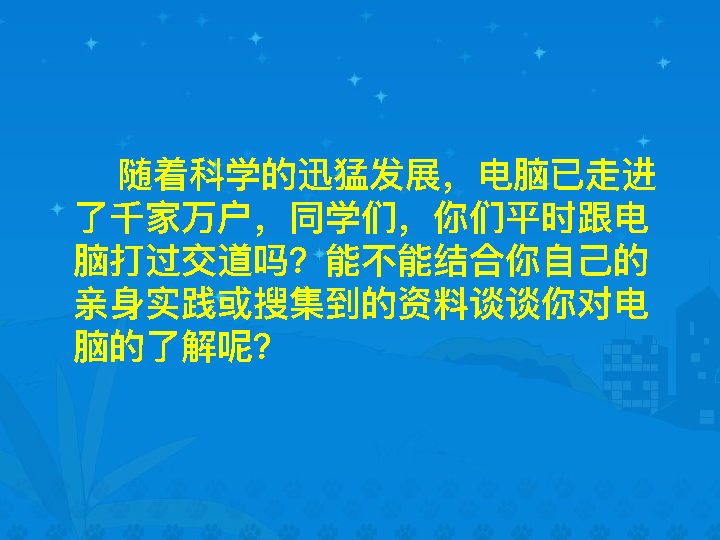 随着科学的迅猛发展，电脑已走进
了千家万户，同学们，你们平时跟电
脑打过交道吗？能不能结合你自己的
亲身实践或搜集到的资料谈谈你对电
脑的了解呢？